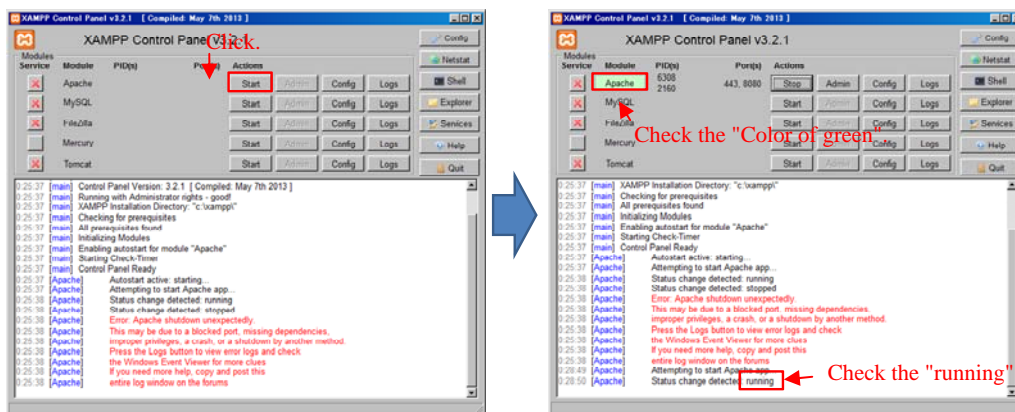 XAMPP Control Panel v3.2.1 [ Compiled: May 7th 2013 ]
XAMPP Control Panel v3.2.1
Click.
Config
Modules
Service Module PID(s) Port(s) Actions
Netstat
Apache Start Admin Config Logs
Shell
MySQL Start Admin Config Logs
Explorer
FileZilla Start Admin Config Logs
Services
Mercury Start Admin Config Logs
Help
Tomcat Start Admin Config Logs
Quit
0:25:37 [main] Control Panel Version: 3.2.1 [ Compiled: May 7th 2013 ]
0:25:37 [main] Running with Administrator rights - good!
0:25:37 [main] XAMPP Installation Directory: "c:\xampp\"
0:25:37 [main] Checking for prerequisites
0:25:37 [main] All prerequisites found
0:25:37 [main] Initializing Modules
0:25:37 [main] Enabling autostart for module "Apache"
0:25:37 [main] Starting Check-Timer
0:25:37 [main] Control Panel Ready
0:25:37 [Apache] Autostart active: starting...
0:25:37 [Apache] Attempting to start Apache app...
0:25:38 [Apache] Status change detected: running
0:25:38 [Apache] Status change detected: stopped
0:25:38 [Apache] Error: Apache shutdown unexpectedly.
0:25:38 [Apache] This may be due to a blocked port, missing dependencies,
0:25:38 [Apache] improper privileges, a crash, or a shutdown by another method.
0:25:38 [Apache] Press the Logs button to view error logs and check
0:25:38 [Apache] the Windows Event Viewer for more clues
0:25:38 [Apache] If you need more help, copy and post this
0:25:38 [Apache] entire log window on the forums
XAMPP Control Panel v3.2.1 [ Compiled: May 7th 2013 ]
XAMPP Control Panel v3.2.1
Config
Modules
Service Module PID(s) Port(s) Actions
Netstat
Apache 6308 2160 443, 8080 Stop Admin Config Logs
Shell
MySQL Start Admin Config Logs
Explorer
FileZilla Start Admin Config Logs
Services
Check the "Color of green".
Mercury Start Admin Config Logs
Help
Tomcat Start Admin Config Logs
Quit
0:25:37 [main] XAMPP Installation Directory: "c:\xampp\"
0:25:37 [main] Checking for prerequisites
0:25:37 [main] All prerequisites found
0:25:37 [main] Initializing Modules
0:25:37 [main] Enabling autostart for module "Apache"
0:25:37 [main] Starting Check-Timer
0:25:37 [main] Control Panel Ready
0:25:37 [Apache] Autostart active: starting...
0:25:37 [Apache] Attempting to start Apache app...
0:25:38 [Apache] Status change detected: running
0:25:38 [Apache] Status change detected: stopped
0:25:38 [Apache] Error: Apache shutdown unexpectedly.
0:25:38 [Apache] This may be due to a blocked port, missing dependencies,
0:25:38 [Apache] improper privileges, a crash, or a shutdown by another method.
0:25:38 [Apache] Press the Logs button to view error logs and check
0:25:38 [Apache] the Windows Event Viewer for more clues
0:25:38 [Apache] If you need more help, copy and post this
0:25:38 [Apache] entire log window on the forums
0:28:49 [Apache] Attempting to start Apache app...
0:28:50 [Apache] Status change detected: running
Check the "running"